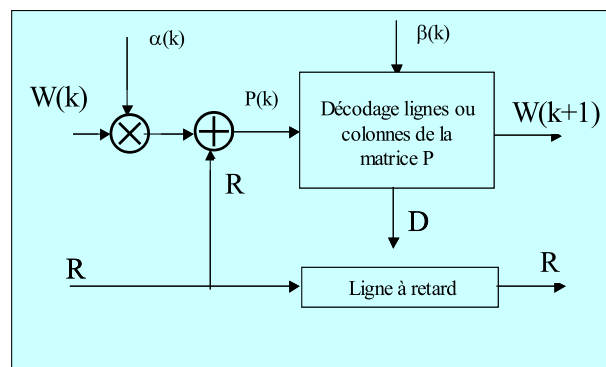 α(k)
β(k)
W(k)
P(k)
Décodage lignes ou
colonnes de la
matrice P
W(k+1)
R
D
R
Ligne à retard
R